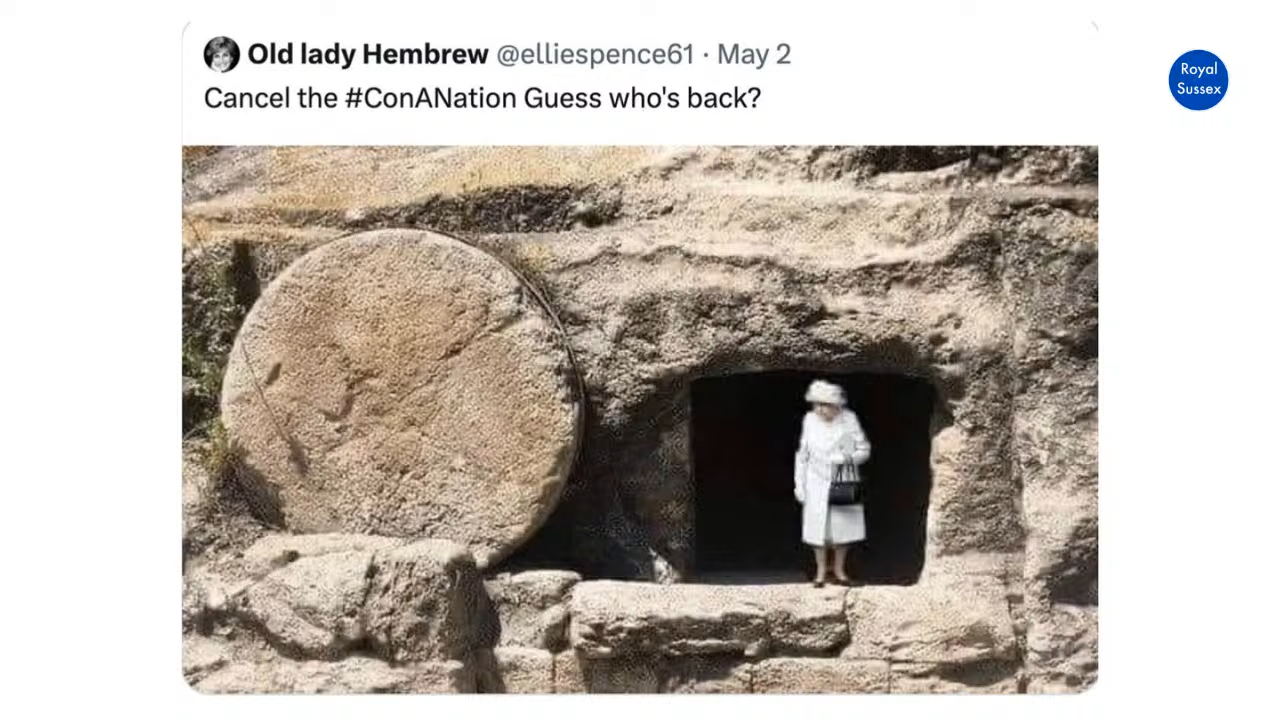 Old lady Hembrew @elliespence61 · May 2
Cancel the #ConANation Guess who's back?
Royal
Sussex